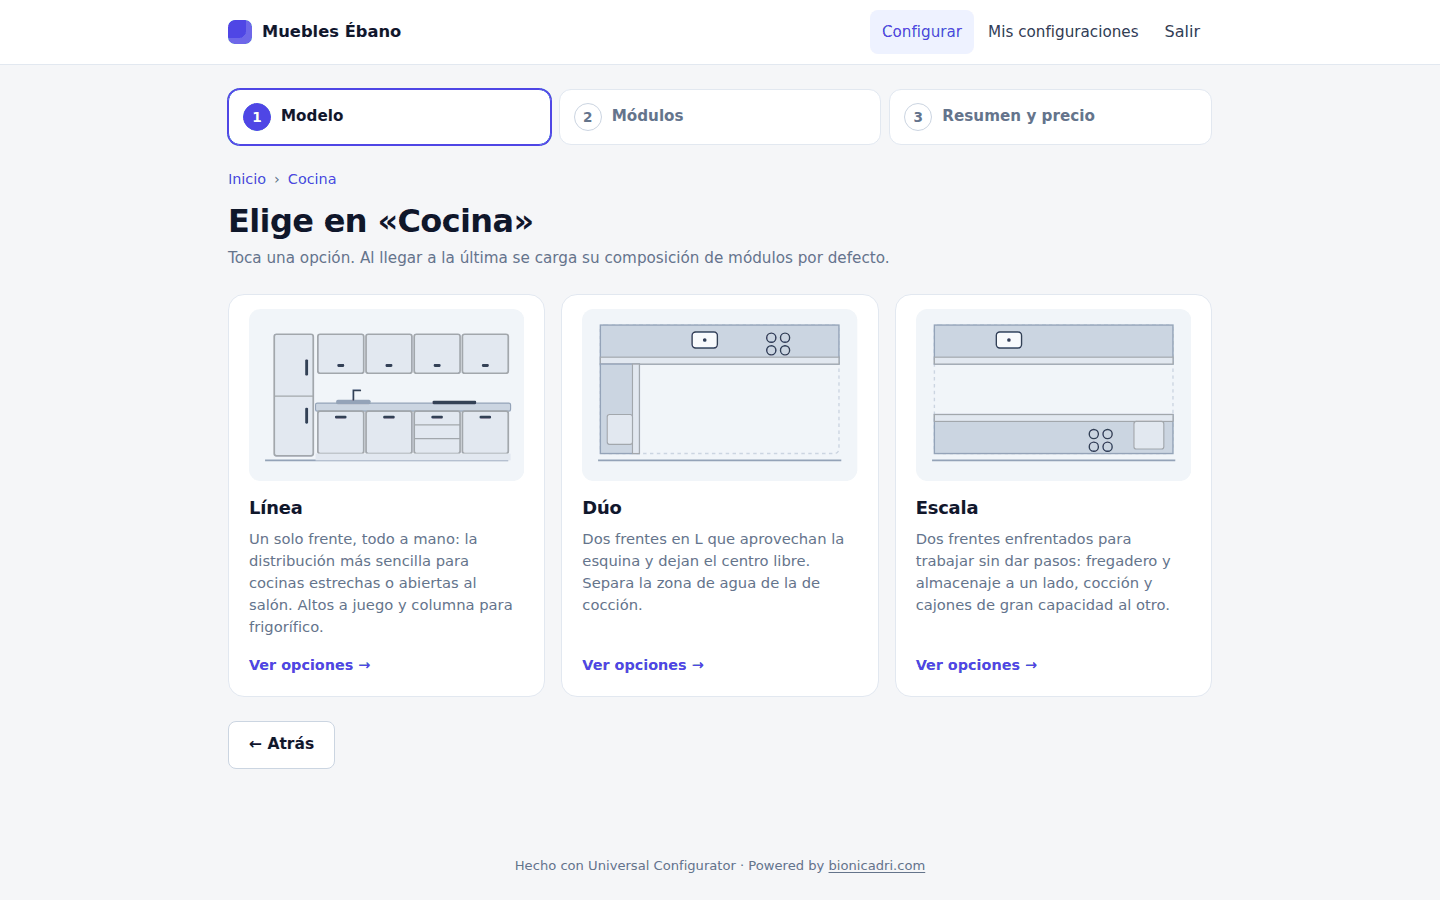 Muebles Ébano
Configurar
Mis configuraciones
Salir
1 Modelo
2 Módulos
3 Resumen y precio
Inicio › Cocina
Elige en «Cocina»
Toca una opción. Al llegar a la última se carga su composición de módulos por defecto.
Línea
Un solo frente, todo a mano: la
distribución más sencilla para
cocinas estrechas o abiertas al
salón. Altos a juego y columna para
frigorífico.
Ver opciones →
Dúo
Dos frentes en L que aprovechan la
esquina y dejan el centro libre.
Separa la zona de agua de la de
cocción.
Ver opciones →
Escala
Dos frentes enfrentados para
trabajar sin dar pasos: fregadero y
almacenaje a un lado, cocción y
cajones de gran capacidad al otro.
Ver opciones →
← Atrás
Hecho con Universal Configurator · Powered by bionicadri.com